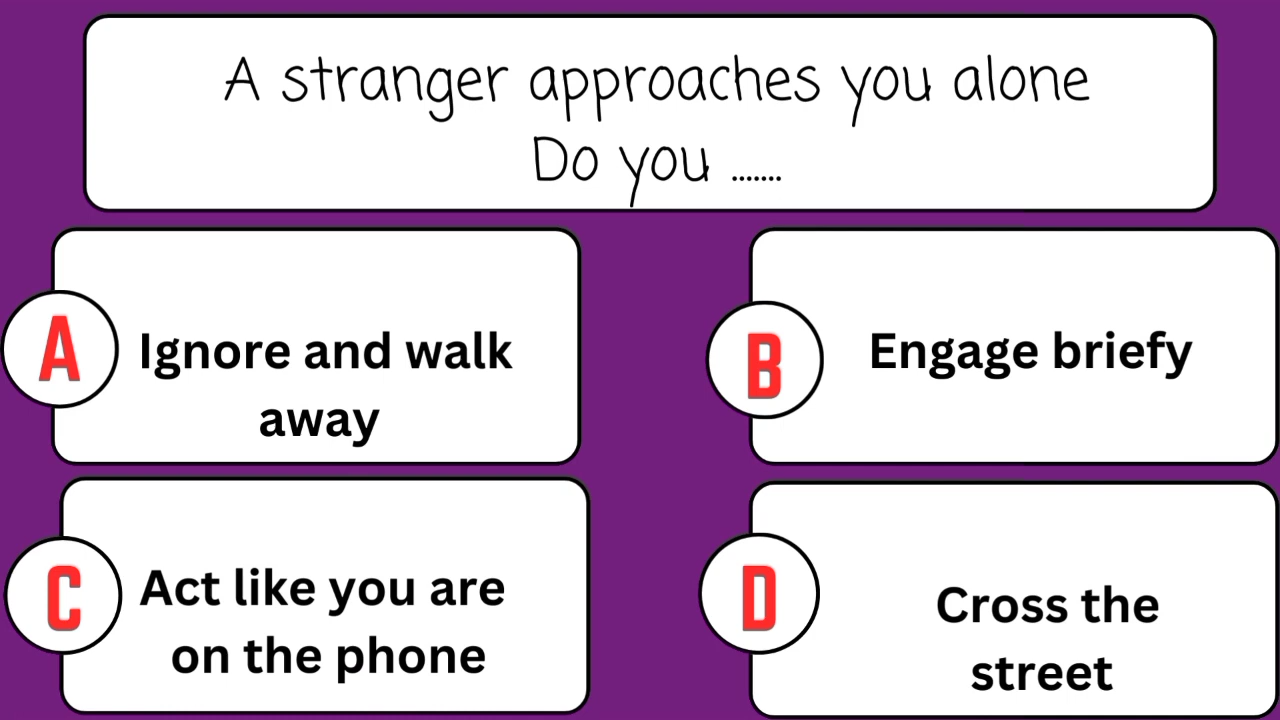 A stranger approaches you alone
Do you .......
A
Ignore and walk
away
B
Engage briefy
C
Act like you are
on the phone
D
Cross the
street